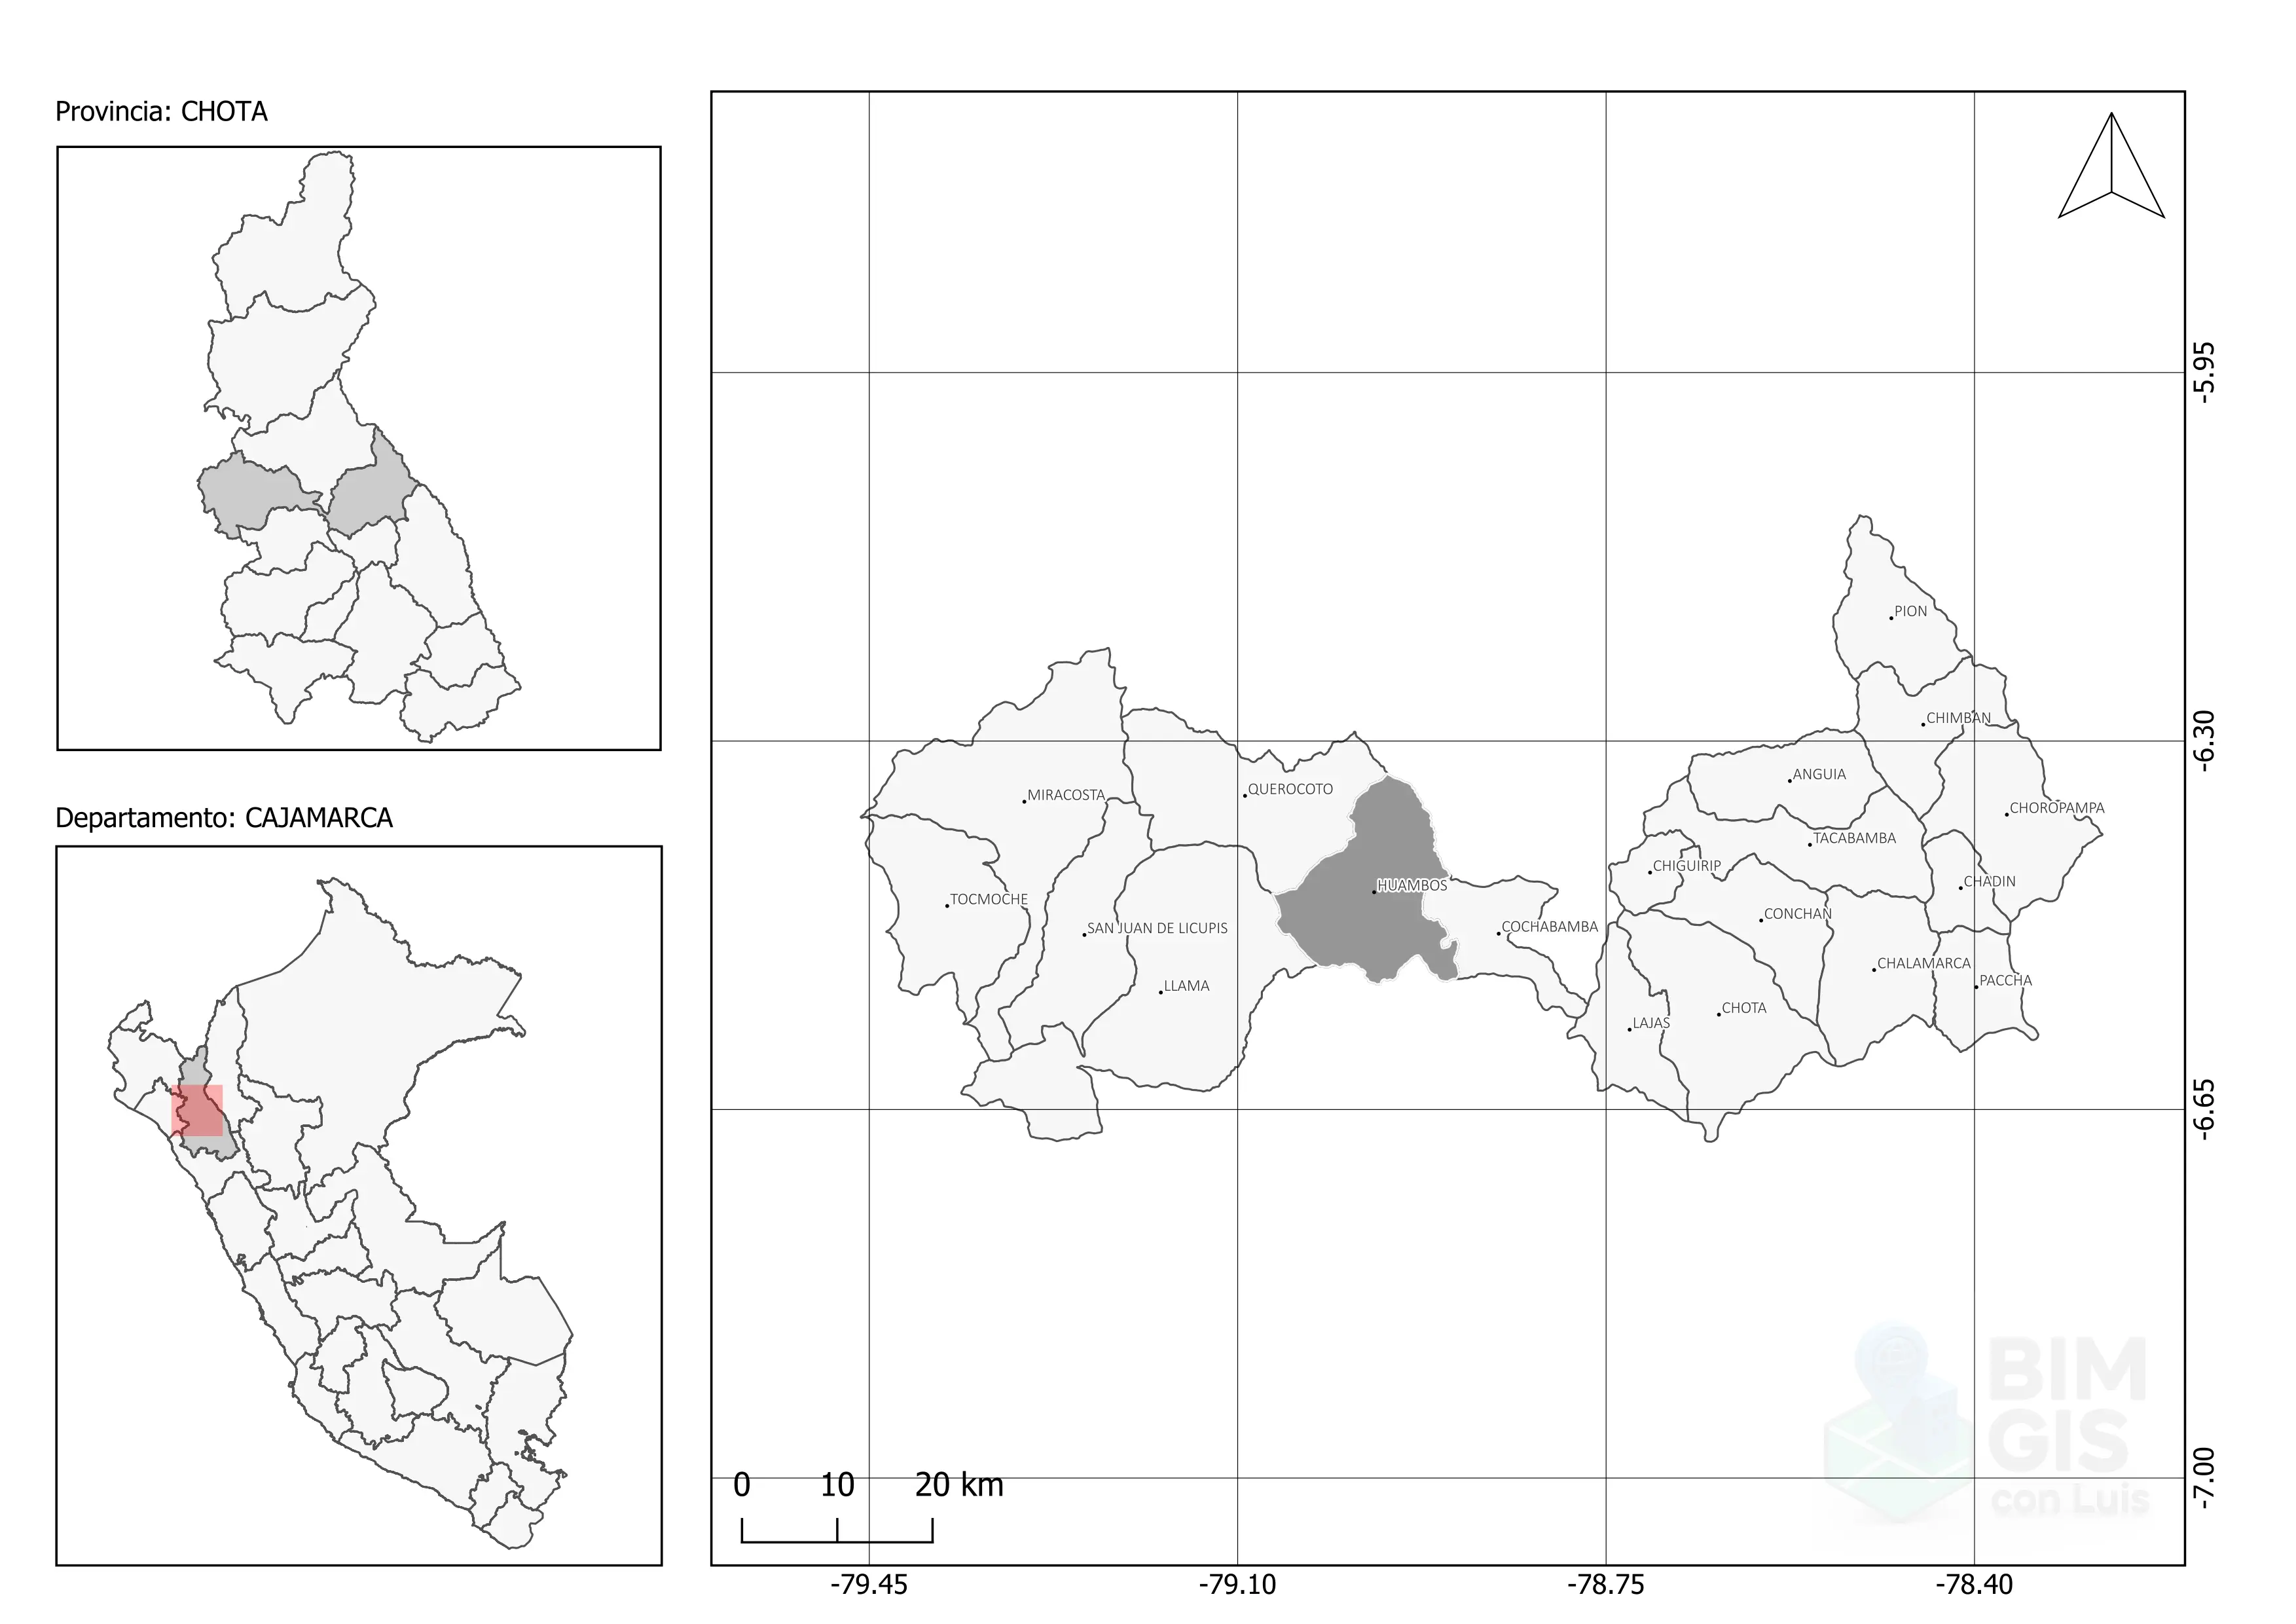 Provincia: CHOTA
Departamento: CAJAMARCA
PION
CHIMBAN
ANGUIA
CHOROPAMPA
MIRACOSTA
QUEROCOTO
TACABAMBA
CHIGUIRIP
CHADIN
HUAMBOS
TOCMOCHE
CONCHAN
SAN JUAN DE LICUPIS
COCHABAMBA
CHALAMARCA
PACCHA
LLAMA
CHOTA
LAJAS
-5.95
-6.30
-6.65
-7.00
0 10 20 km
-79.45 -79.10 -78.75 -78.40
BIM
GIS
con Luis